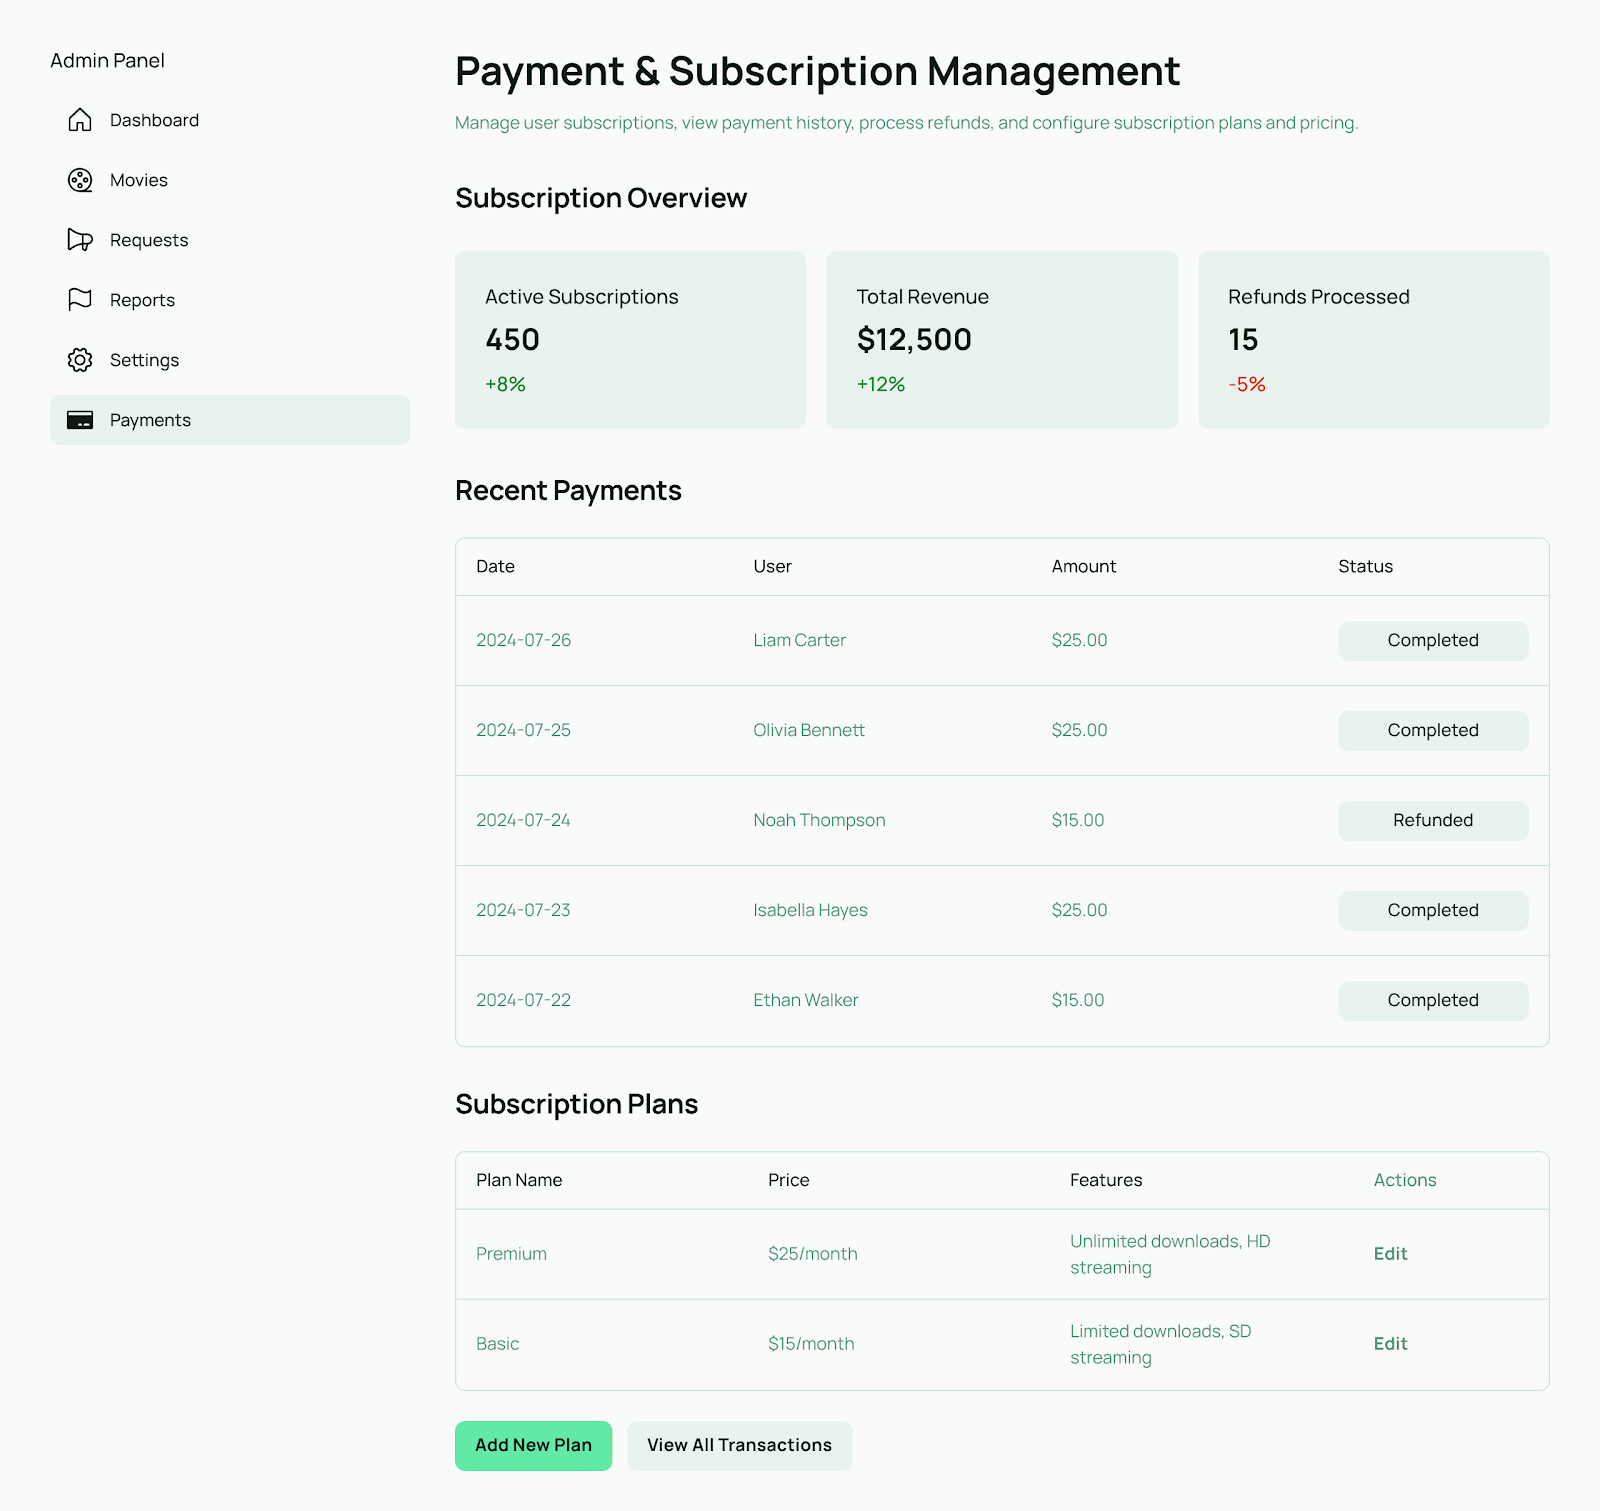 Admin Panel
Dashboard
Movies
Requests
Reports
Settings
Payments
Payment & Subscription Management
Manage user subscriptions, view payment history, process refunds, and configure subscription plans and pricing.
Subscription Overview
Active Subscriptions
450
+8%
Total Revenue
$12,500
+12%
Refunds Processed
15
-5%
Recent Payments
Date User Amount Status
2024-07-26 Liam Carter $25.00 Completed
2024-07-25 Olivia Bennett $25.00 Completed
2024-07-24 Noah Thompson $15.00 Refunded
2024-07-23 Isabella Hayes $25.00 Completed
2024-07-22 Ethan Walker $15.00 Completed
Subscription Plans
Plan Name Price Features Actions
Premium $25/month Unlimited downloads, HD
streaming Edit
Basic $15/month Limited downloads, SD
streaming Edit
Add New Plan
View All Transactions